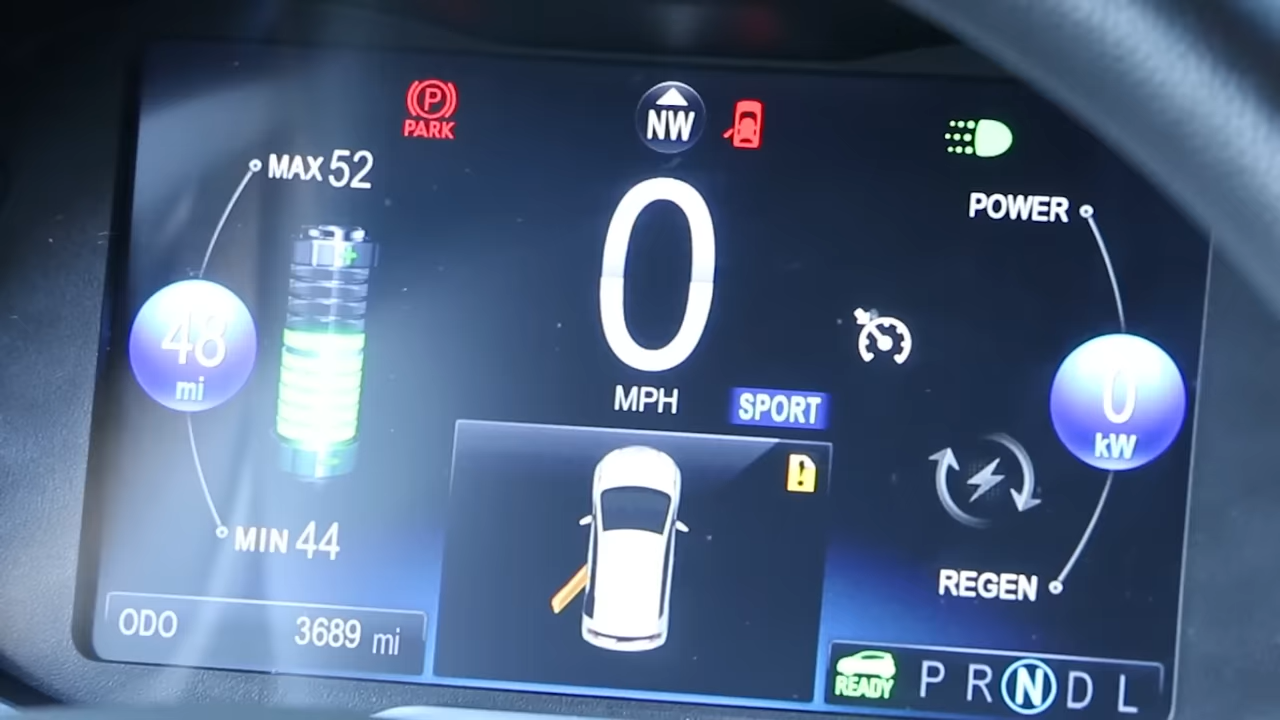 P
PARK
NW
MAX 52
POWER
0
48
mi
MPH
SPORT
0
kW
MIN 44
REGEN
ODO 3689 mi
READY P R N D L